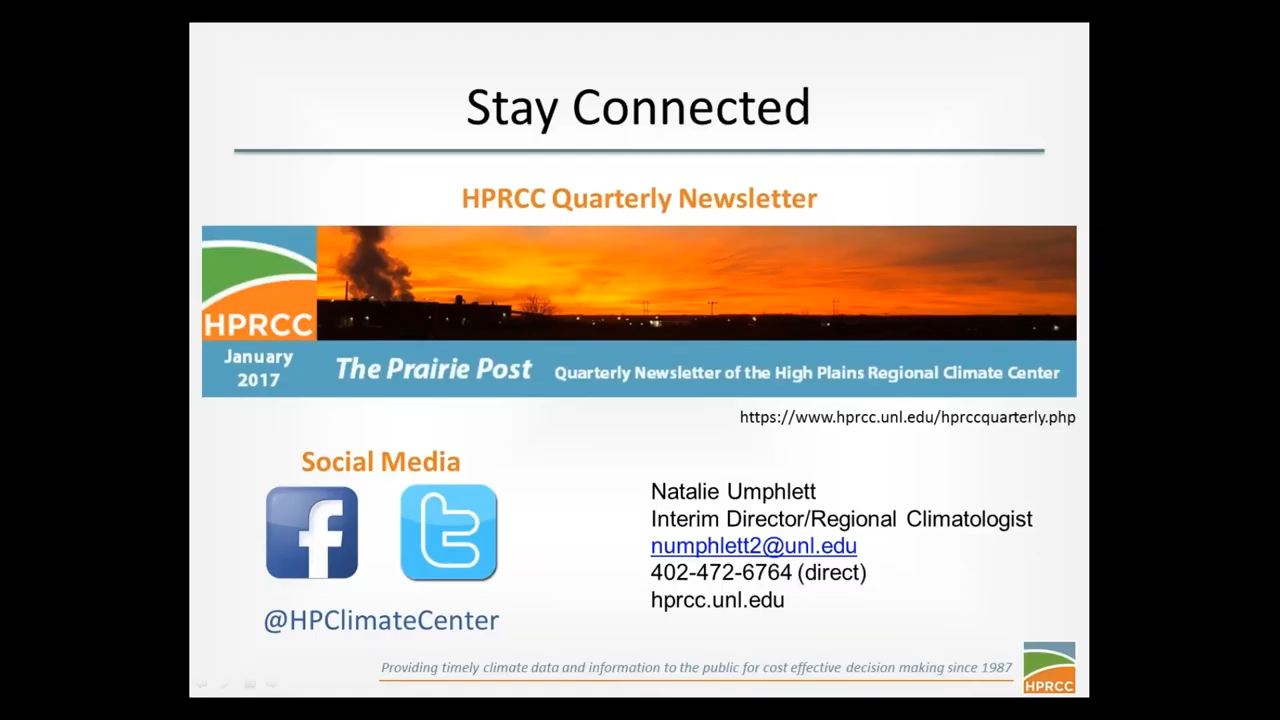 Stay Connected
HPRCC Quarterly Newsletter
HPRCC
January
2017
The Prairie Post
Quarterly Newsletter of the High Plains Regional Climate Center
https://www.hprcc.unl.edu/hprccquarterly.php
Social Media
@HPClimateCenter
Natalie Umphlett
Interim Director/Regional Climatologist
numphlett2@unl.edu
402-472-6764 (direct)
hprcc.unl.edu
Providing timely climate data and information to the public for cost effective decision making since 1987
HPRCC